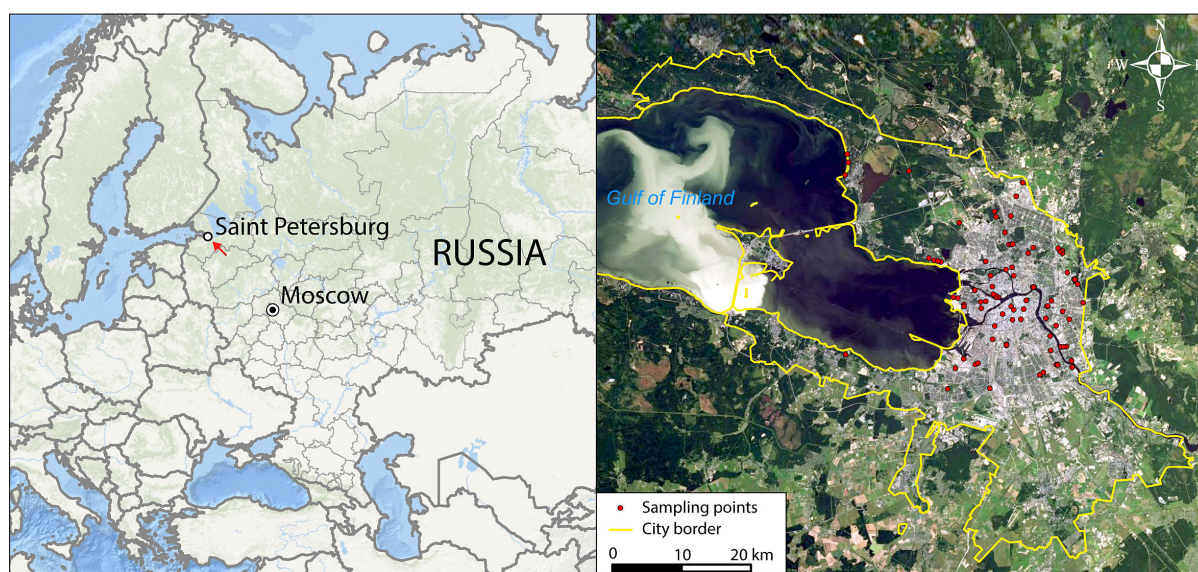 Saint Petersburg
RUSSIA
Moscow
N
W
E
S
Gulf of Finland
Sampling points
City border
0 10 20 km